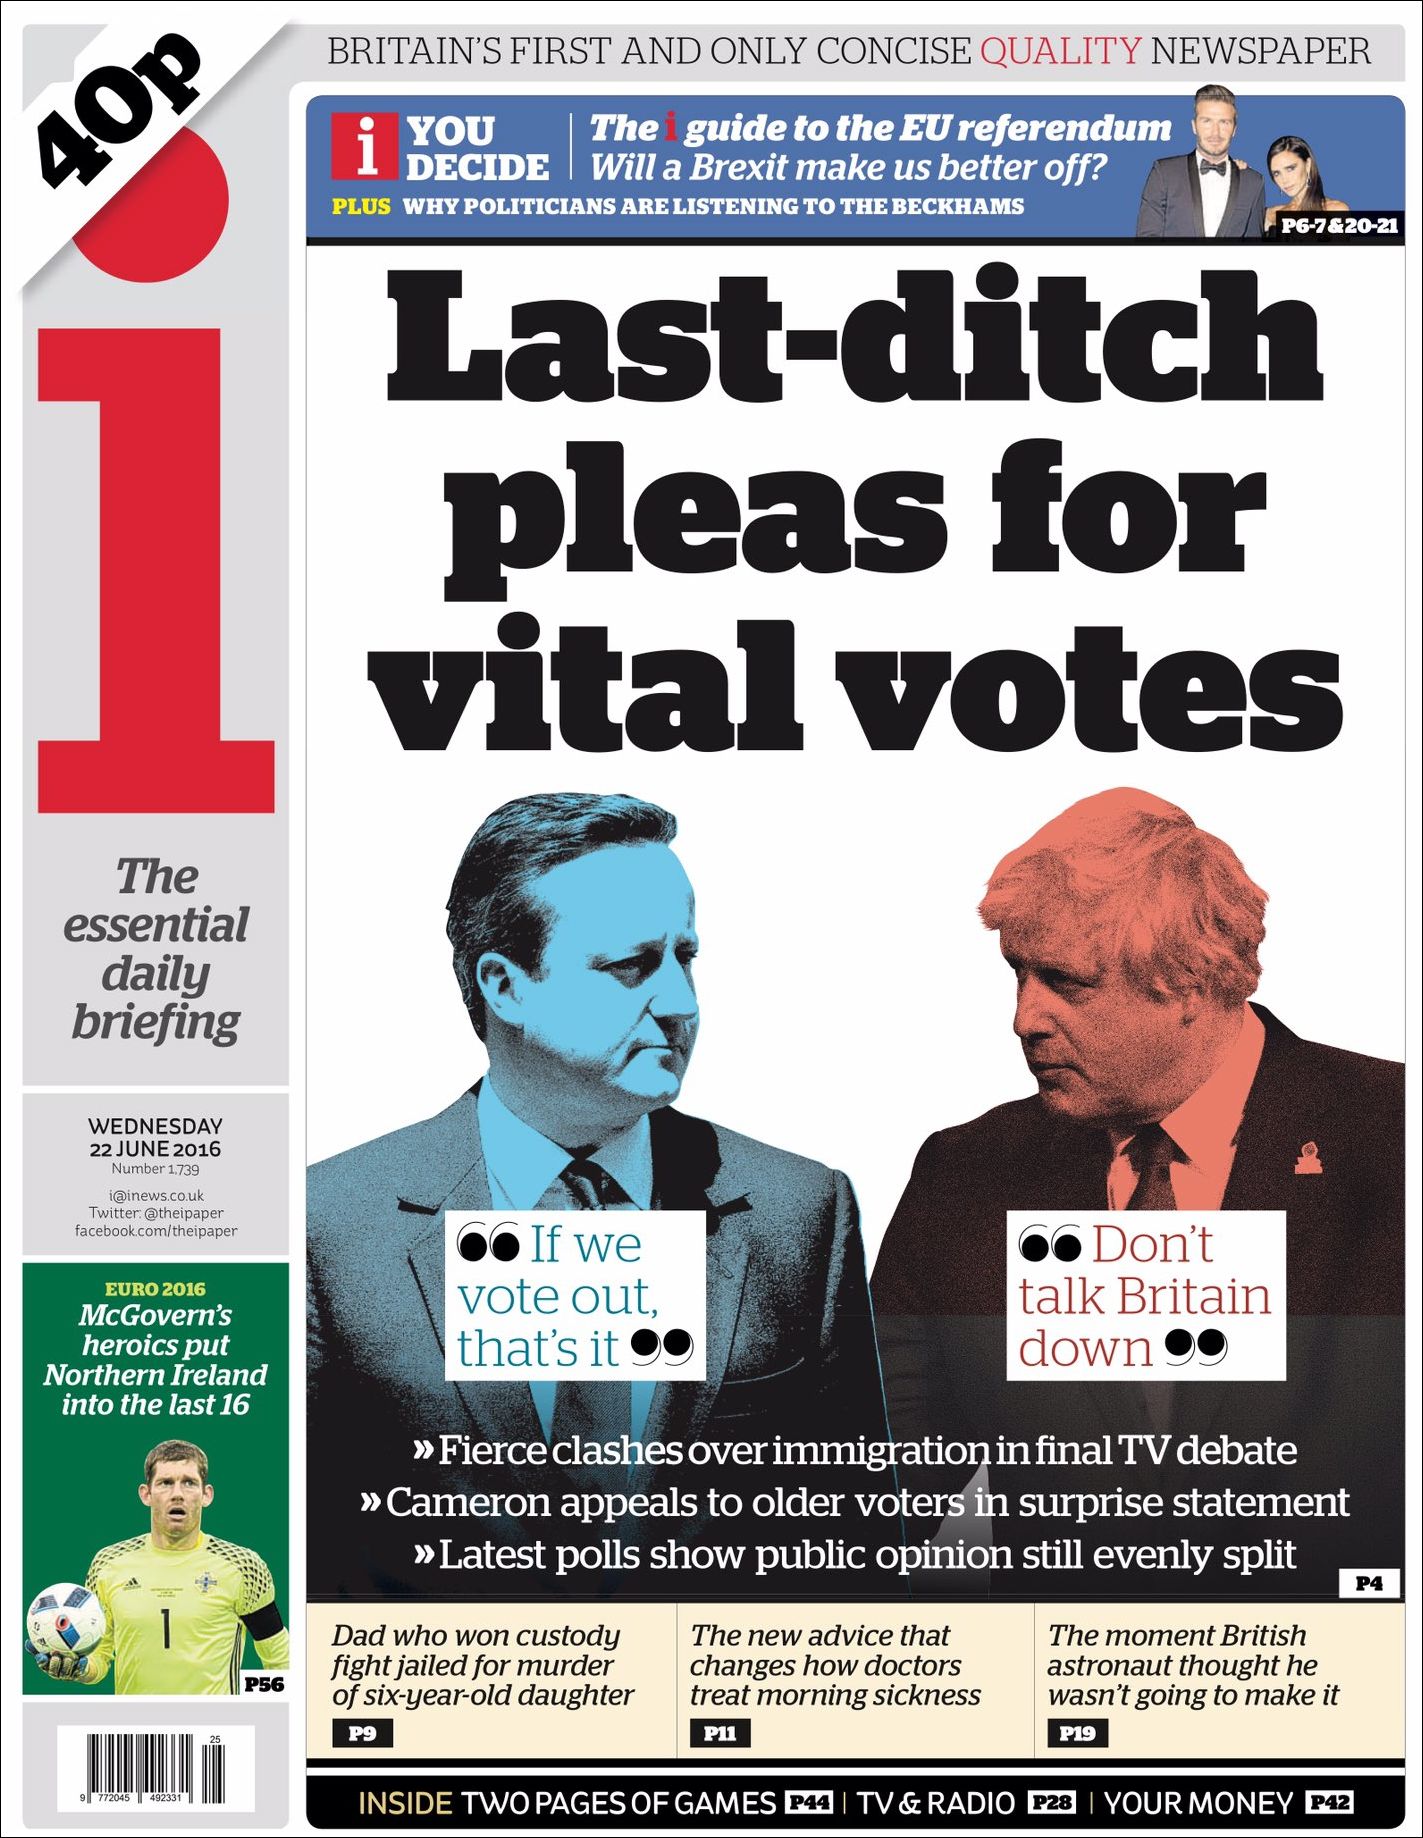 40p
BRITAIN'S FIRST AND ONLY CONCISE QUALITY NEWSPAPER
i
YOU
DECIDE
The i guide to the EU referendum
Will a Brexit make us better off?
PLUS WHY POLITICIANS ARE LISTENING TO THE BECKHAMS
P6-7&20-21
i
The
essential
daily
briefing
WEDNESDAY
22 JUNE 2016
Number 1,739
i@inews.co.uk
Twitter: @theipaper
facebook.com/theipaper
EURO 2016
McGovern's
heroics put
Northern Ireland
into the last 16
1
P56
25
9 772045 492331
Last-ditch
pleas for
vital votes
“If we
vote out,
that's it”
“Don't
talk Britain
down”
»Fierce clashes over immigration in final TV debate
»Cameron appeals to older voters in surprise statement
»Latest polls show public opinion still evenly split
P4
Dad who won custody
fight jailed for murder
of six-year-old daughter
P9
The new advice that
changes how doctors
treat morning sickness
P11
The moment British
astronaut thought he
wasn't going to make it
P19
INSIDE TWO PAGES OF GAMES P44 | TV & RADIO P28 | YOUR MONEY P42